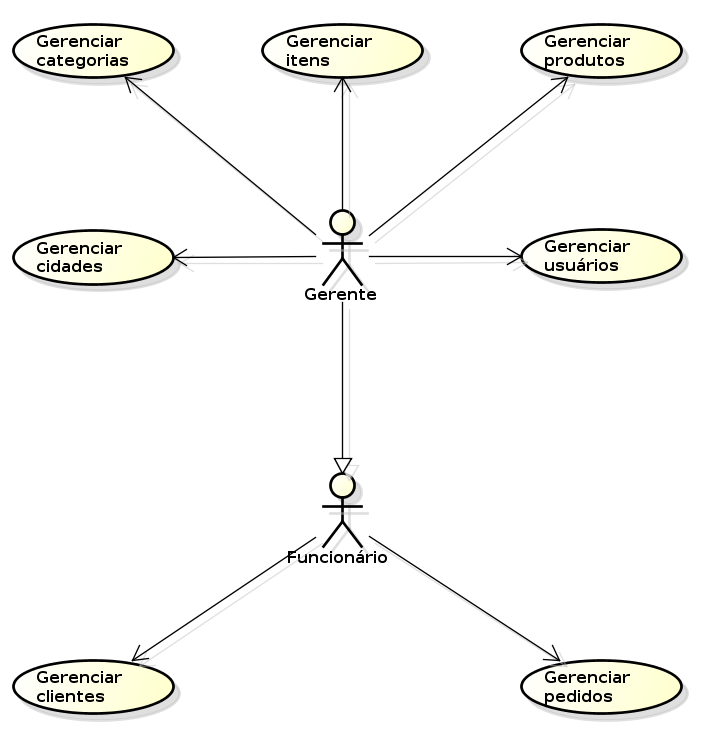 Gerenciar
categorias
Gerenciar
itens
Gerenciar
produtos
Gerenciar
cidades
Gerenciar
usuários
Gerente
Funcionário
Gerenciar
clientes
Gerenciar
pedidos